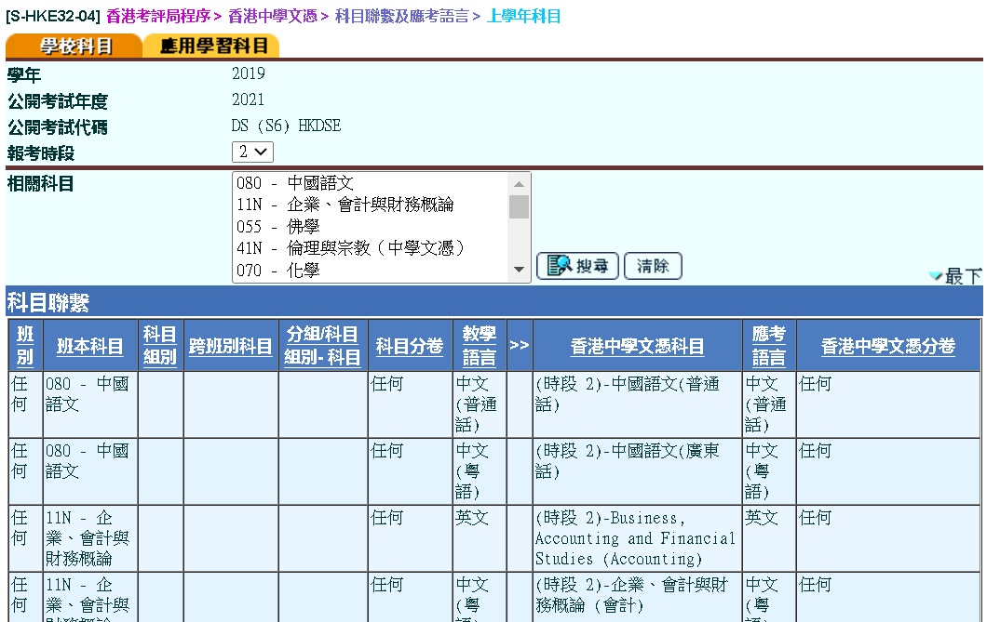 [S-HKE32-04] 香港考評局程序 > 香港中學文憑 > 科目聯繫及應考語言 > 上學年科目
學校科目 應用學習科目
學年 2019
公開考試年度 2021
公開考試代碼 DS (S6) HKDSE
報考時段 2
相關科目
080 - 中國語文
11N - 企業、會計與財務概論
055 - 佛學
41N - 倫理與宗教（中學文憑）
070 - 化學
搜尋 清除
最下
科目聯繫
班別 班本科目 科目組別 跨班別科目 分組/科目組別- 科目 科目分卷 教學語言 >> 香港中學文憑科目 應考語言 香港中學文憑分卷
任何 080 - 中國語文 任何 中文(普通話) (時段 2)-中國語文(普通話) 中文(普通話) 任何
任何 080 - 中國語文 任何 中文(粵語) (時段 2)-中國語文(廣東話) 中文(粵語) 任何
任何 11N - 企業、會計與財務概論 任何 英文 (時段 2)-Business, Accounting and Financial Studies (Accounting) 英文 任何
任何 11N - 企業、會計與 任何 中文(粵 (時段 2)-企業、會計與財務概論 (會計) 中文(粵 任何